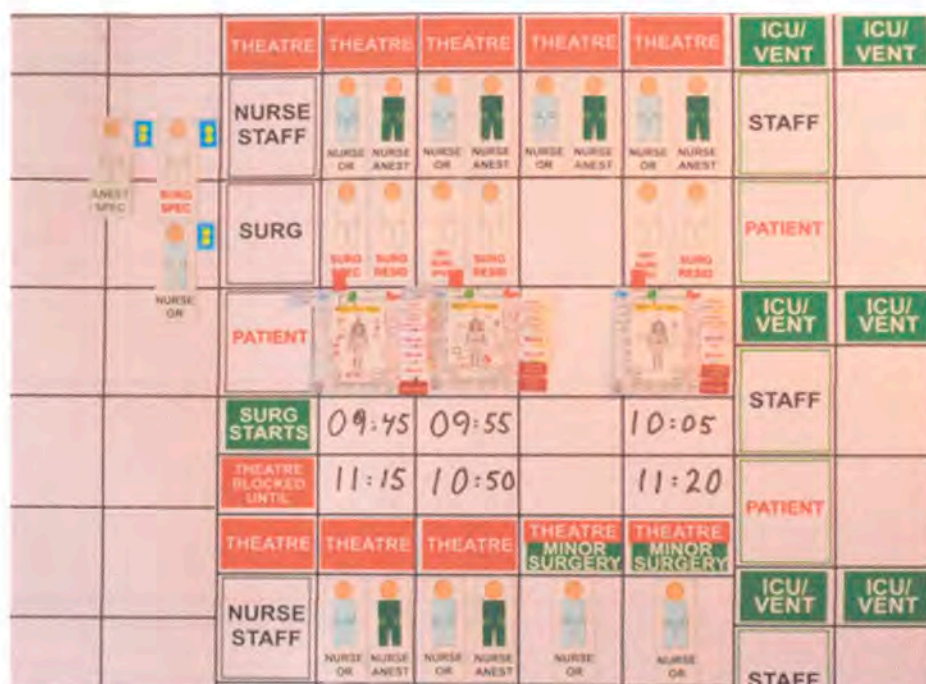 THEATRE THEATRE THEATRE THEATRE THEATRE ICU/ VENT ICU/ VENT
NURSE STAFF
NURSE OR NURSE ANEST NURSE OR NURSE ANEST NURSE OR NURSE ANEST NURSE OR NURSE ANEST
STAFF
ANEST SPEC
SURG SPEC
NURSE OR
SURG
SURG SPEC SURG RESID
SURG RESID
SURG RESID
PATIENT
ICU/ VENT ICU/ VENT
PATIENT
STAFF
SURG STARTS 09:45 09:55 10:05
THEATRE BLOCKED UNTIL 11:15 10:50 11:20
PATIENT
THEATRE THEATRE THEATRE THEATRE MINOR SURGERY THEATRE MINOR SURGERY
ICU/ VENT ICU/ VENT
NURSE STAFF
NURSE OR NURSE ANEST NURSE OR NURSE ANEST NURSE OR NURSE OR
STAFF